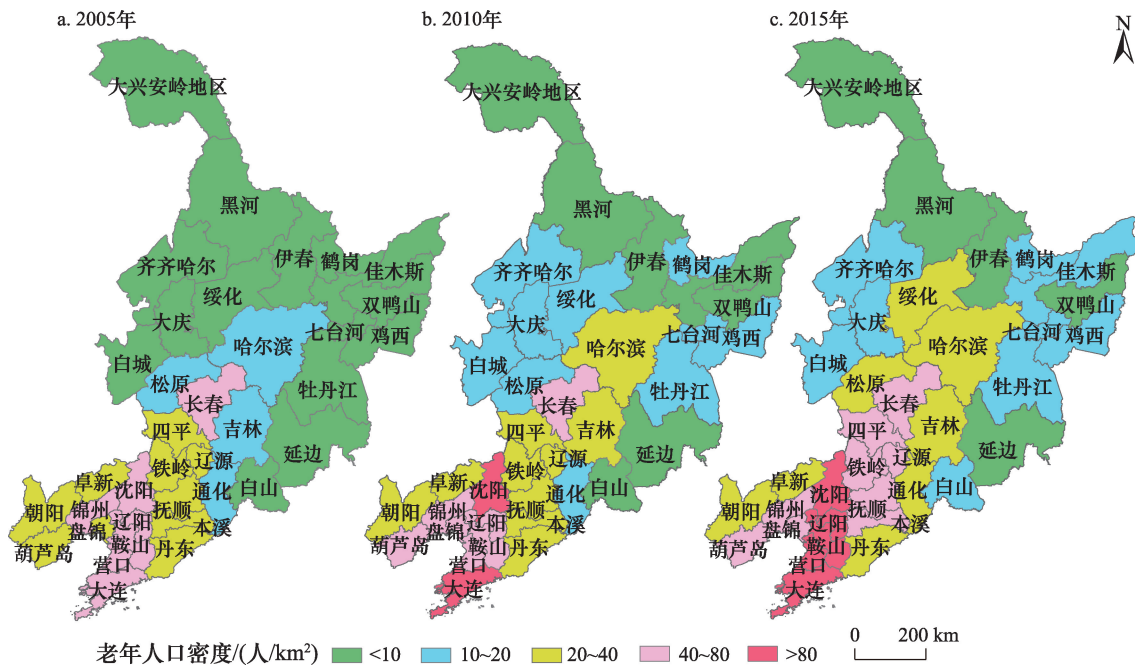 a. 2005年
b. 2010年
c. 2015年
N
大兴安岭地区
黑河
伊春
鹤岗
佳木斯
齐齐哈尔
绥化
双鸭山
大庆
七台河
鸡西
哈尔滨
白城
松原
牡丹江
长春
吉林
四平
延边
辽源
铁岭
阜新
沈阳
通化
白山
朝阳
锦州
抚顺
盘锦
辽阳
本溪
葫芦岛
鞍山
丹东
营口
大连
大兴安岭地区
黑河
伊春
鹤岗
佳木斯
齐齐哈尔
绥化
双鸭山
大庆
七台河
鸡西
哈尔滨
白城
松原
牡丹江
长春
吉林
四平
延边
辽源
铁岭
阜新
沈阳
通化
白山
朝阳
锦州
抚顺
盘锦
辽阳
本溪
葫芦岛
鞍山
丹东
营口
大连
大兴安岭地区
黑河
伊春
鹤岗
佳木斯
齐齐哈尔
绥化
双鸭山
大庆
七台河
鸡西
哈尔滨
白城
松原
牡丹江
长春
吉林
四平
延边
辽源
铁岭
阜新
沈阳
通化
白山
朝阳
锦州
抚顺
盘锦
辽阳
本溪
葫芦岛
鞍山
丹东
营口
大连
老年人口密度/(人/km²) <10 10~20 20~40 40~80 >80
0 200 km